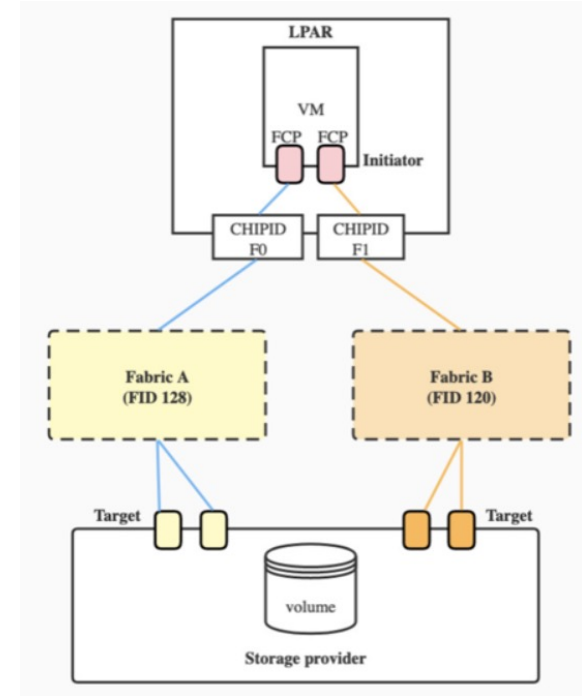 LPAR
VM
FCP FCP
Initiator
CHIPID
F0
CHIPID
F1
Fabric A
(FID 128)
Fabric B
(FID 120)
Target
Target
volume
Storage provider